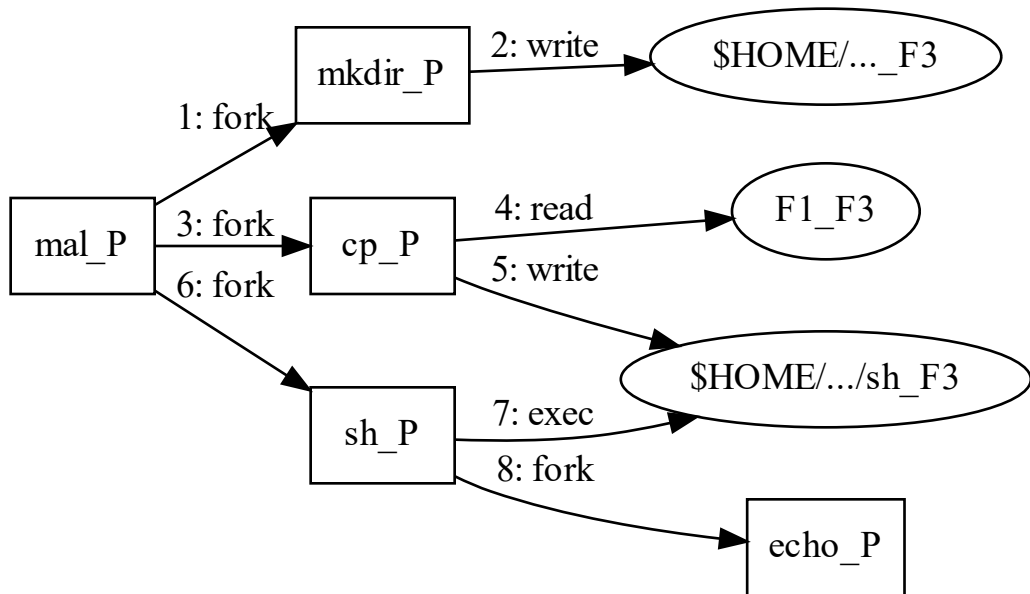 2: write
$HOME/..._F3
mkdir_P
1: fork
4: read
F1_F3
mal_P
3: fork
cp_P
5: write
6: fork
$HOME/.../sh_F3
7: exec
sh_P
8: fork
echo_P